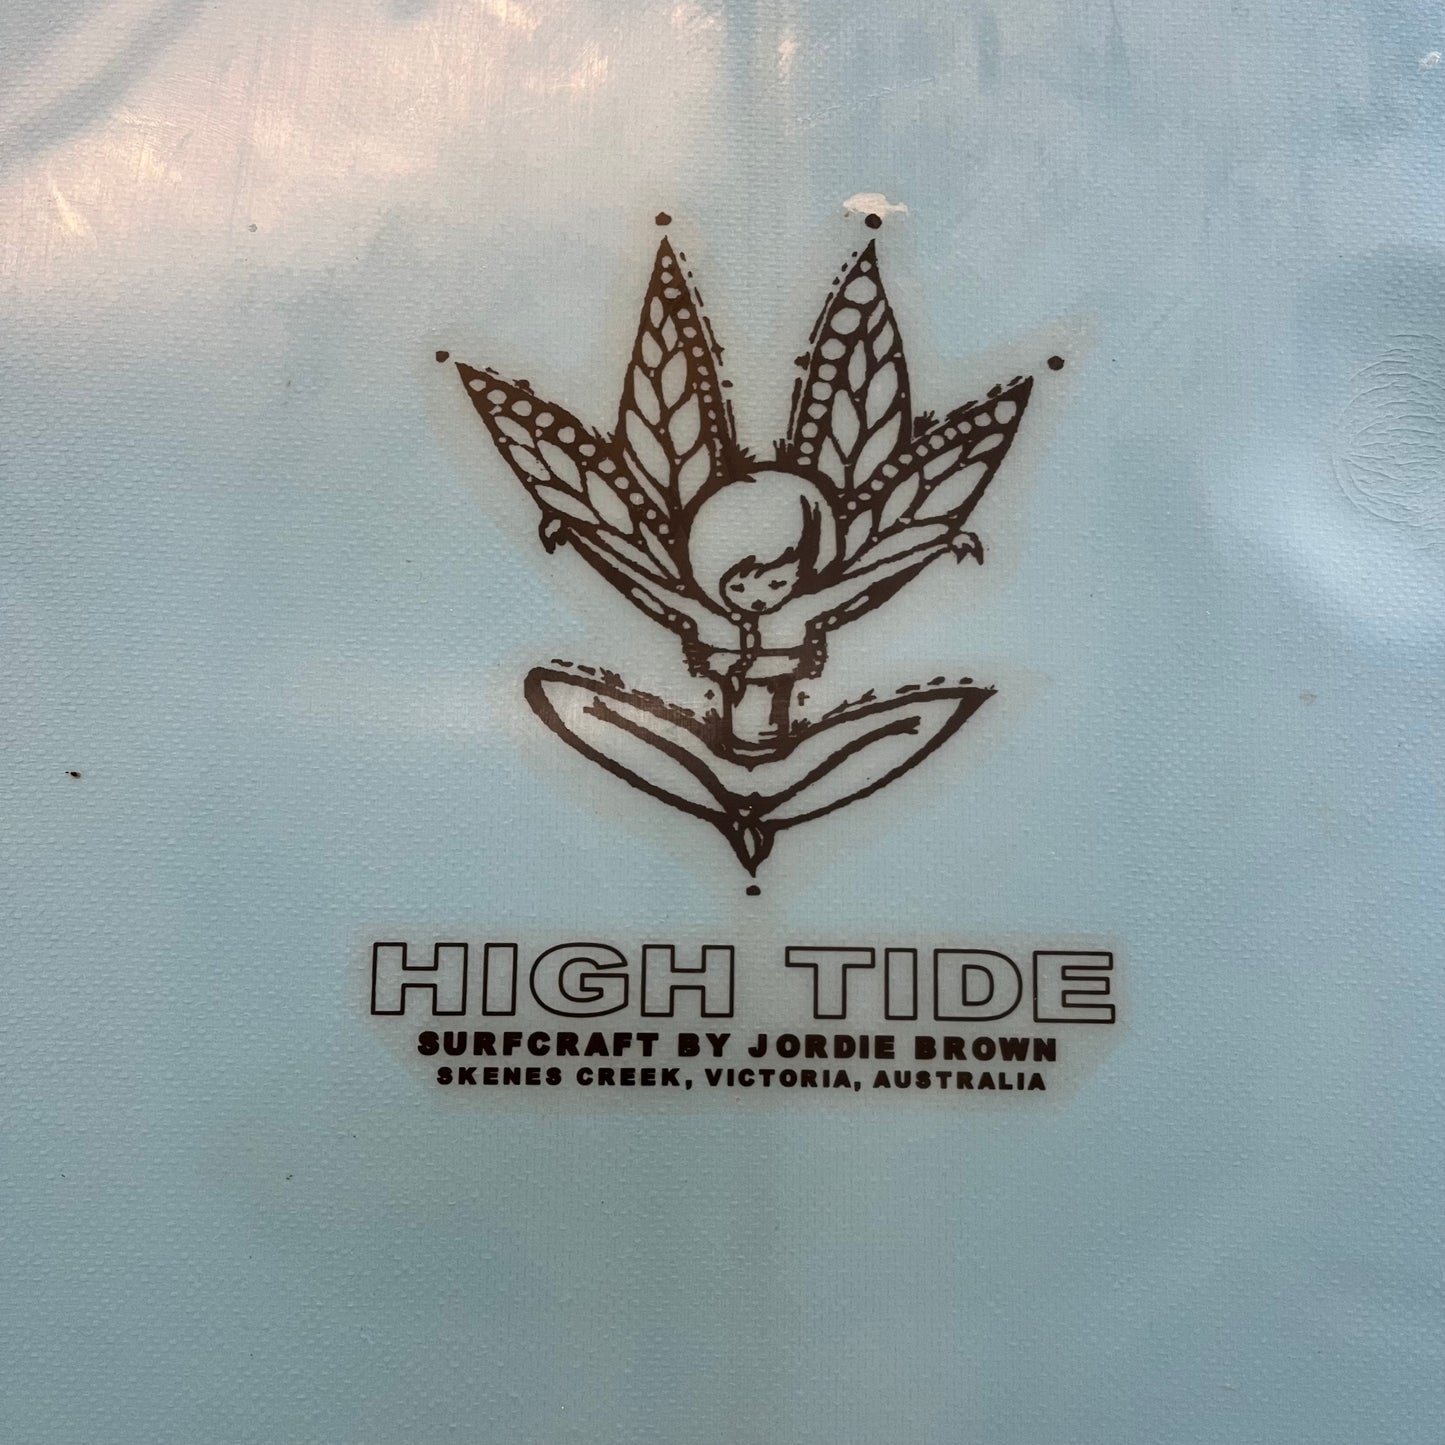 HIGH TIDE
SURFCRAFT BY JORDIE BROWN
SKENES CREEK, VICTORIA, AUSTRALIA